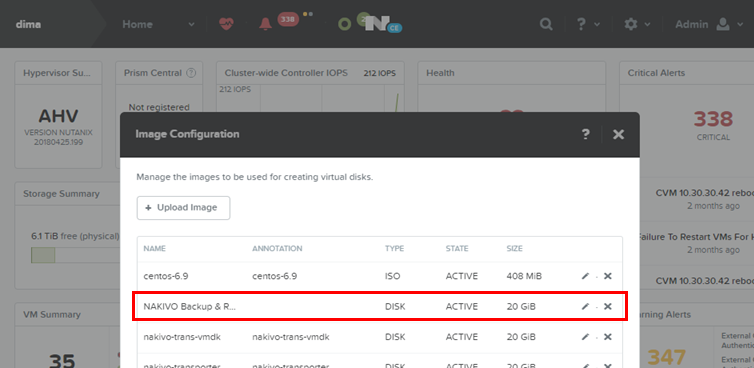 dima
Home
338
N
CE
?
Admin
Hypervisor Su...
AHV
VERSION NUTANIX
20180425.199
Prism Central ?
Not registered
Cluster-wide Controller IOPS 212 IOPS
212 IOPS
Health
Critical Alerts
338
CRITICAL
CVM 10.30.30.42 rebo
2 months ago
Failure To Restart VMs For H
2 months ago
CVM 10.30.30.42 rebo
2 months ago
Storage Summary
6.1 TiB free (physical)
VM Summary
35
347
External
Authentic
External
Authentic
Image Configuration
?
Manage the images to be used for creating virtual disks.
+ Upload Image
NAME ANNOTATION TYPE STATE SIZE
centos-6.9 centos-6.9 ISO ACTIVE 408 MiB
NAKIVO Backup & R... DISK ACTIVE 20 GiB
nakivo-trans-vmdk nakivo-trans-vmdk DISK ACTIVE 20 GiB
nakivo-transporter nakivo-transporter DISK ACTIVE 20 GiB